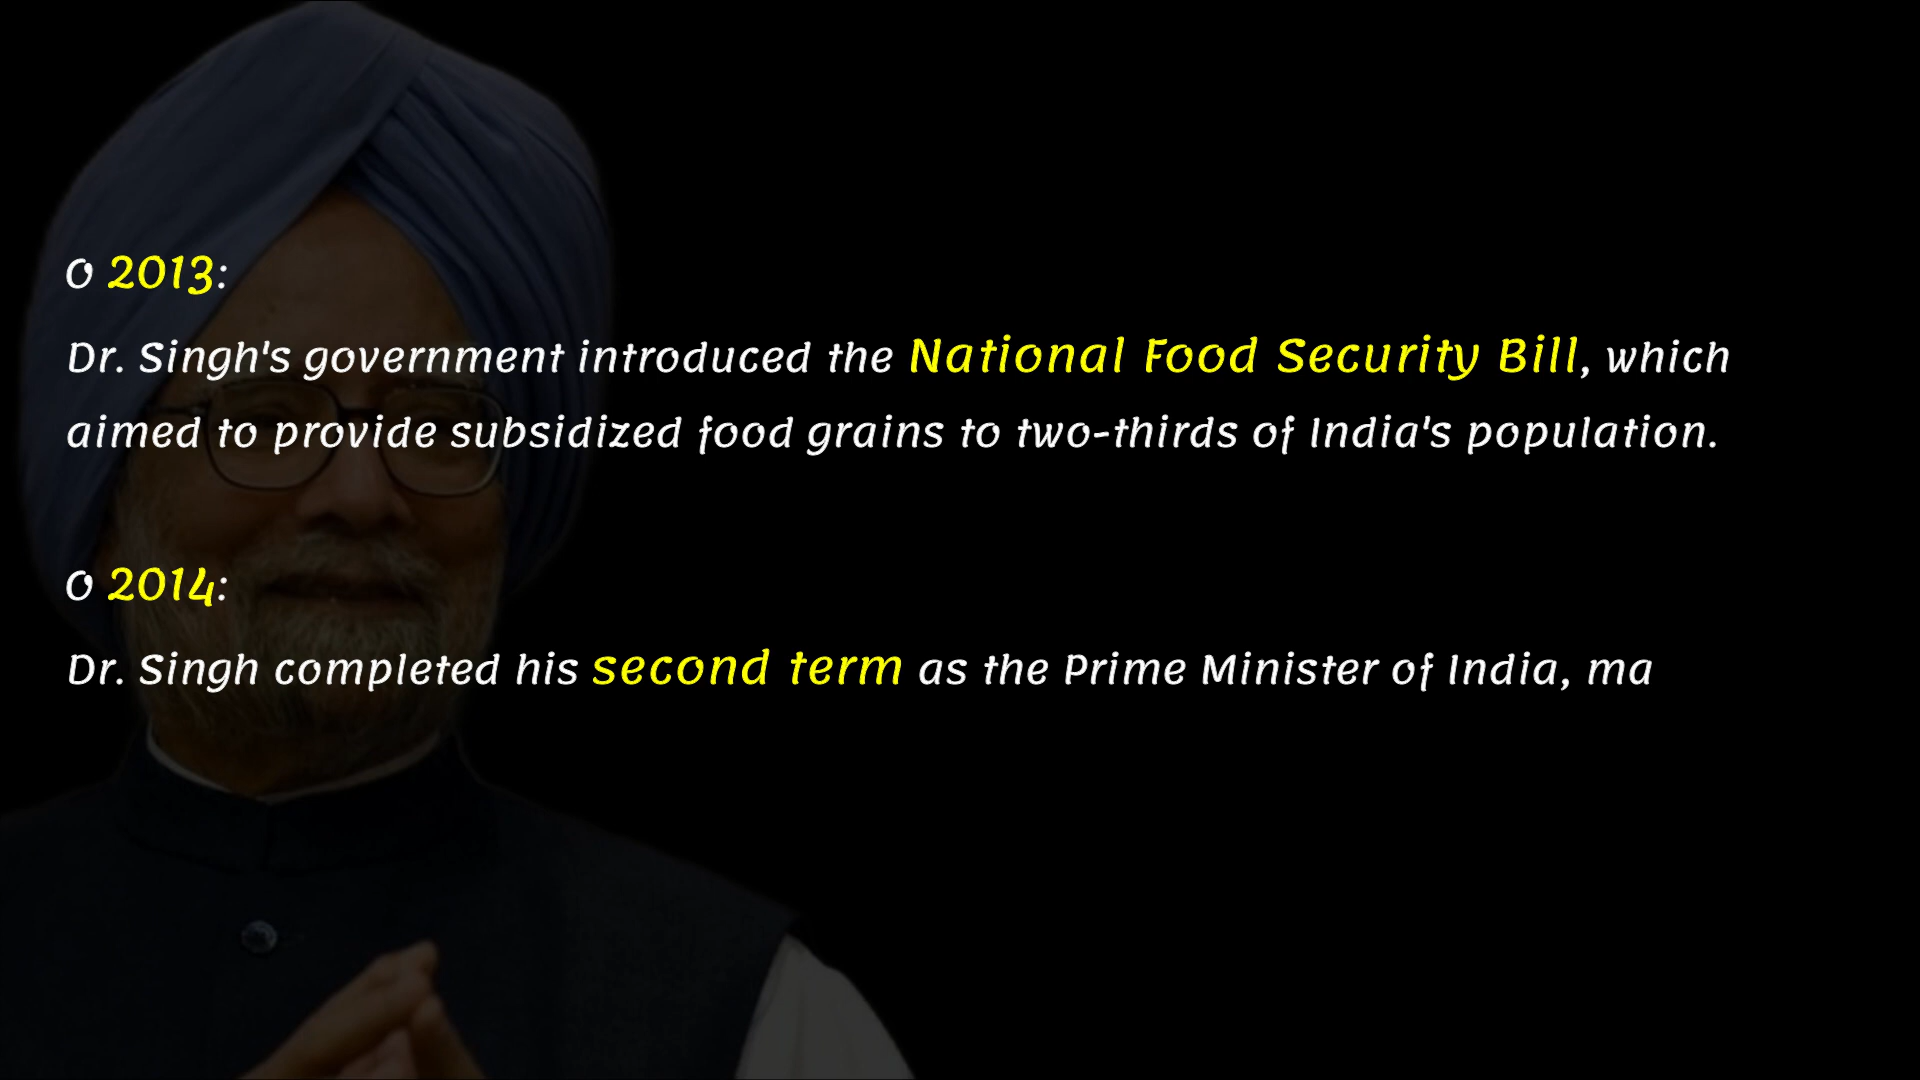 O 2013:
Dr. Singh's government introduced the National Food Security Bill, which
aimed to provide subsidized food grains to two-thirds of India's population.
O 2014:
Dr. Singh completed his second term as the Prime Minister of India, ma